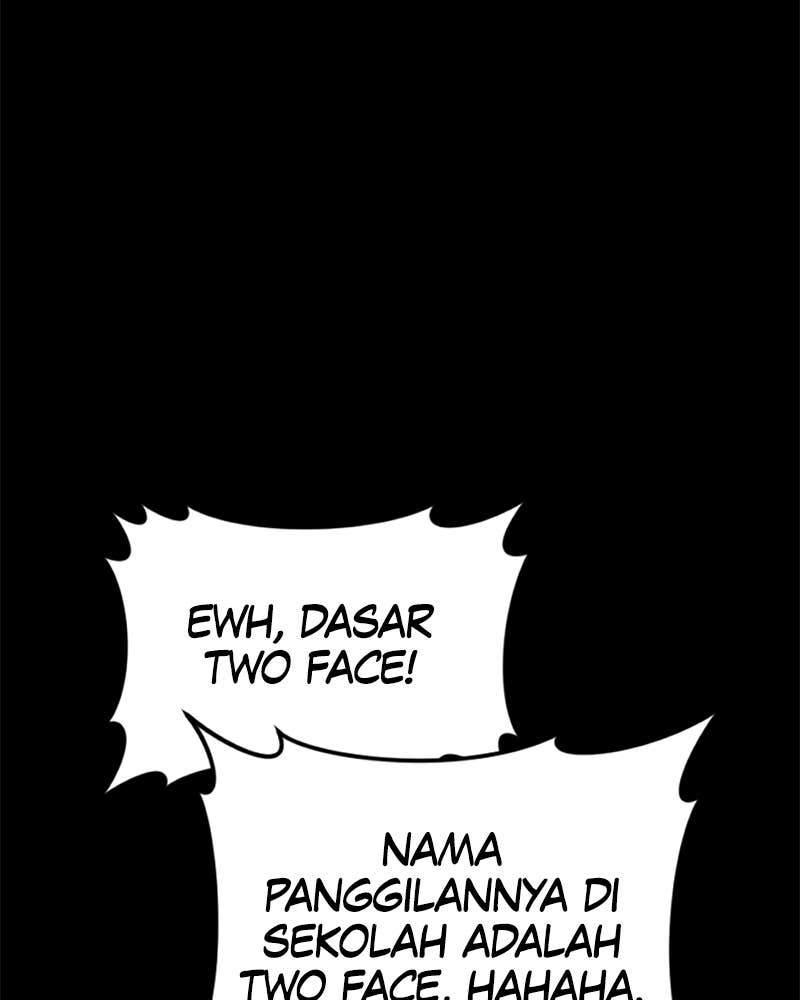 EWH, DASAR
TWO FACE!
NAMA
PANGGILANNYA DI
SEKOLAH ADALAH
TWO FACE. HAHAHA.